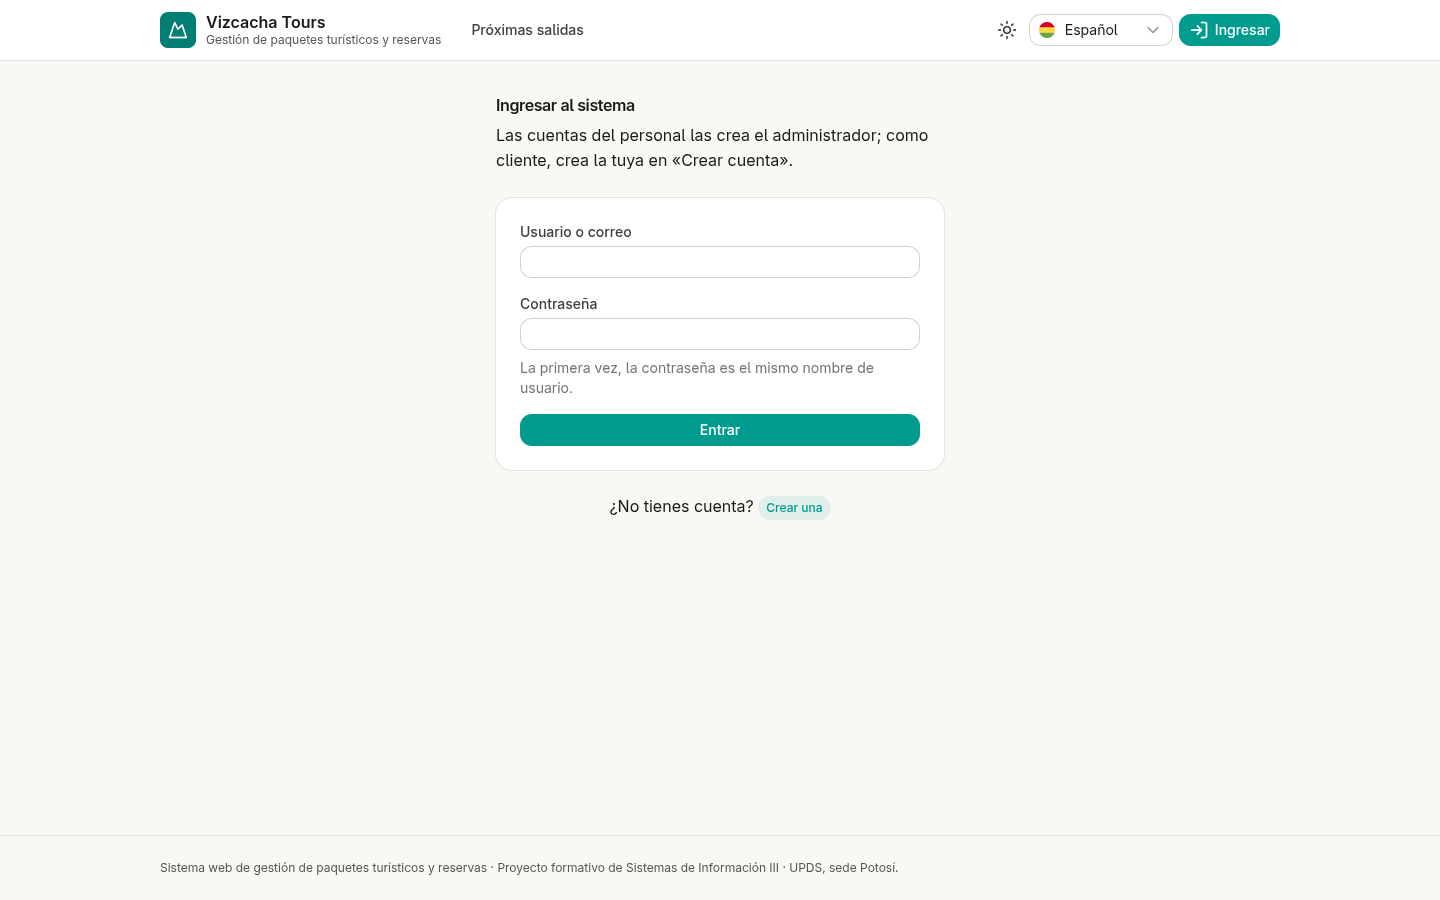 Vizcacha Tours
Gestión de paquetes turísticos y reservas
Próximas salidas
Español
Ingresar
Ingresar al sistema
Las cuentas del personal las crea el administrador; como
cliente, crea la tuya en «Crear cuenta».
Usuario o correo
Contraseña
La primera vez, la contraseña es el mismo nombre de
usuario.
Entrar
¿No tienes cuenta? Crear una
Sistema web de gestión de paquetes turísticos y reservas · Proyecto formativo de Sistemas de Información III · UPDS, sede Potosí.